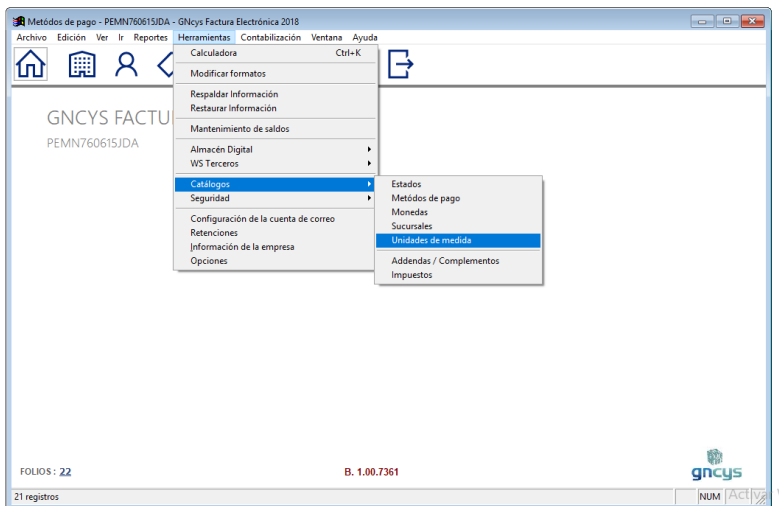 Métodos de pago - PEMN760615JDA - GNcys Factura Electrónica 2018
Archivo Edición Ver Ir Reportes Herramientas Contabilización Ventana Ayuda
Calculadora Ctrl+K
Modificar formatos
Respaldar Información
Restaurar Información
GNCYS FACTU
Mantenimiento de saldos
PEMN760615JDA
Almacén Digital
WS Terceros
Catálogos
Seguridad
Configuración de la cuenta de correo
Retenciones
Información de la empresa
Opciones
Estados
Metódos de pago
Monedas
Sucursales
Unidades de medida
Addendas / Complementos
Impuestos
FOLIOS : 22
B. 1.00.7361
gncys
21 registros
NUM